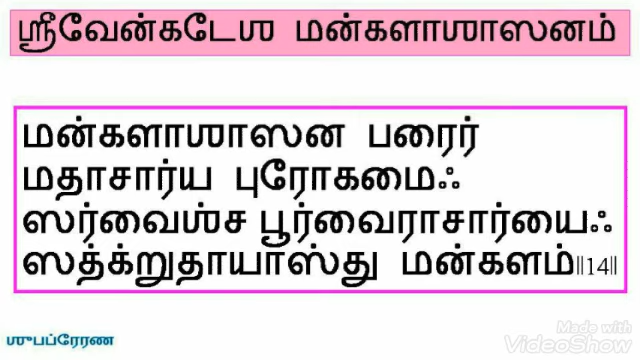 ஸ்ரீவேன்கடேஶ மன்களாஶாஸனம்
மன்களாஶாஸன பரைர்
மதாசார்ய புரோகமைஃ
ஸர்வைஶ்ச பூர்வைராசார்யைஃ
ஸத்க்றுதாயாஸ்து மன்களம்॥14॥
ஶுபப்ரேரண
Made with
VideoShow